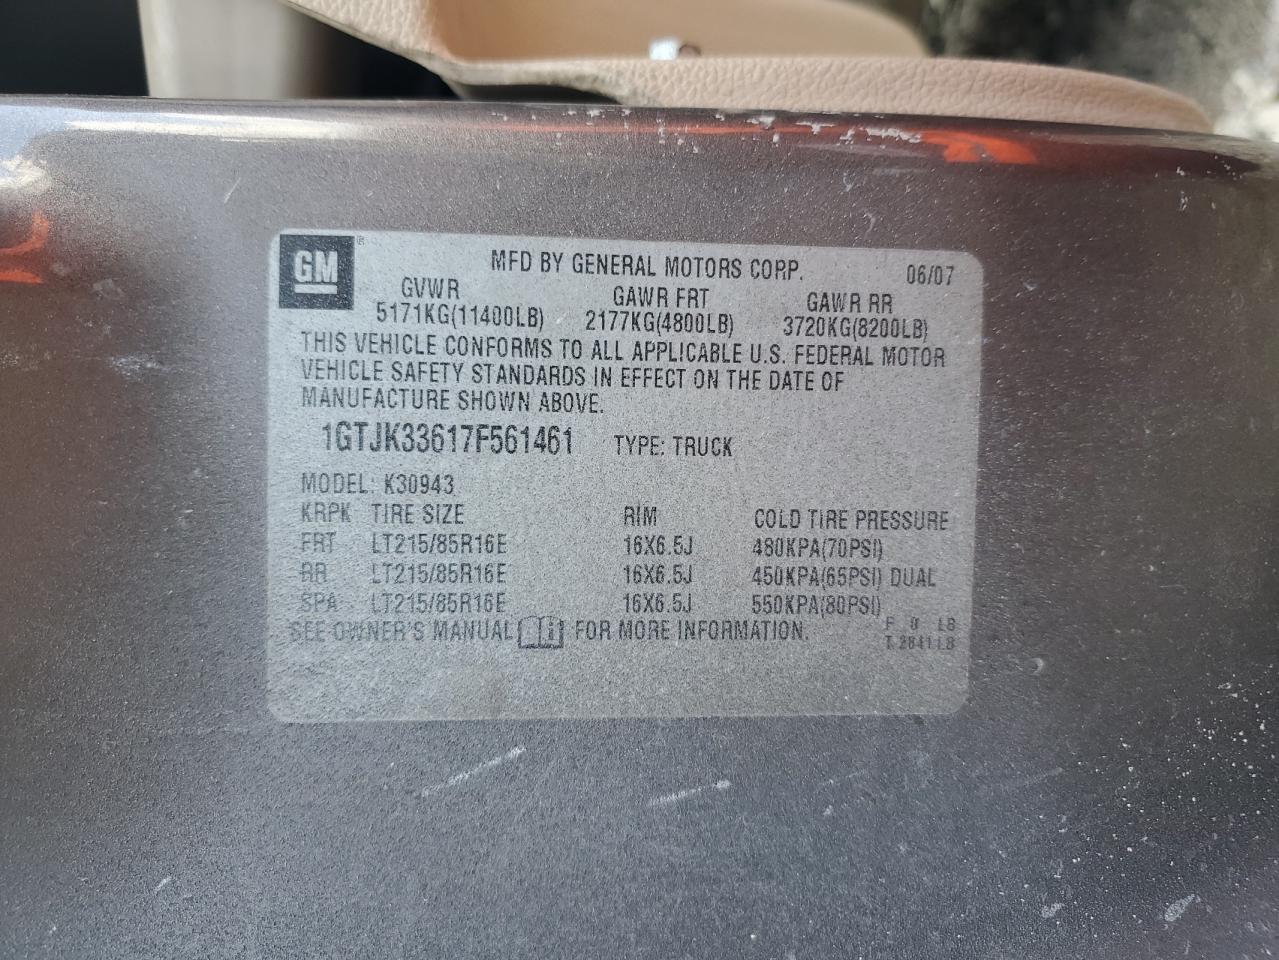 GM
MFD BY GENERAL MOTORS CORP. 06/07
GVWR GAWR FRT GAWR RR
5171KG(11400LB) 2177KG(4800LB) 3720KG(8200LB)
THIS VEHICLE CONFORMS TO ALL APPLICABLE U.S. FEDERAL MOTOR
VEHICLE SAFETY STANDARDS IN EFFECT ON THE DATE OF
MANUFACTURE SHOWN ABOVE.
1GTJK33617F561461 TYPE: TRUCK
MODEL: K30943
KRPK TIRE SIZE RIM COLD TIRE PRESSURE
FRT LT215/85R16E 16X6.5J 480KPA(70PSI)
RR LT215/85R16E 16X6.5J 450KPA(65PSI) DUAL
SPA LT215/85R16E 16X6.5J 550KPA(80PSI)
SEE OWNER'S MANUAL FOR MORE INFORMATION.
F 0 LB
T 2841LB